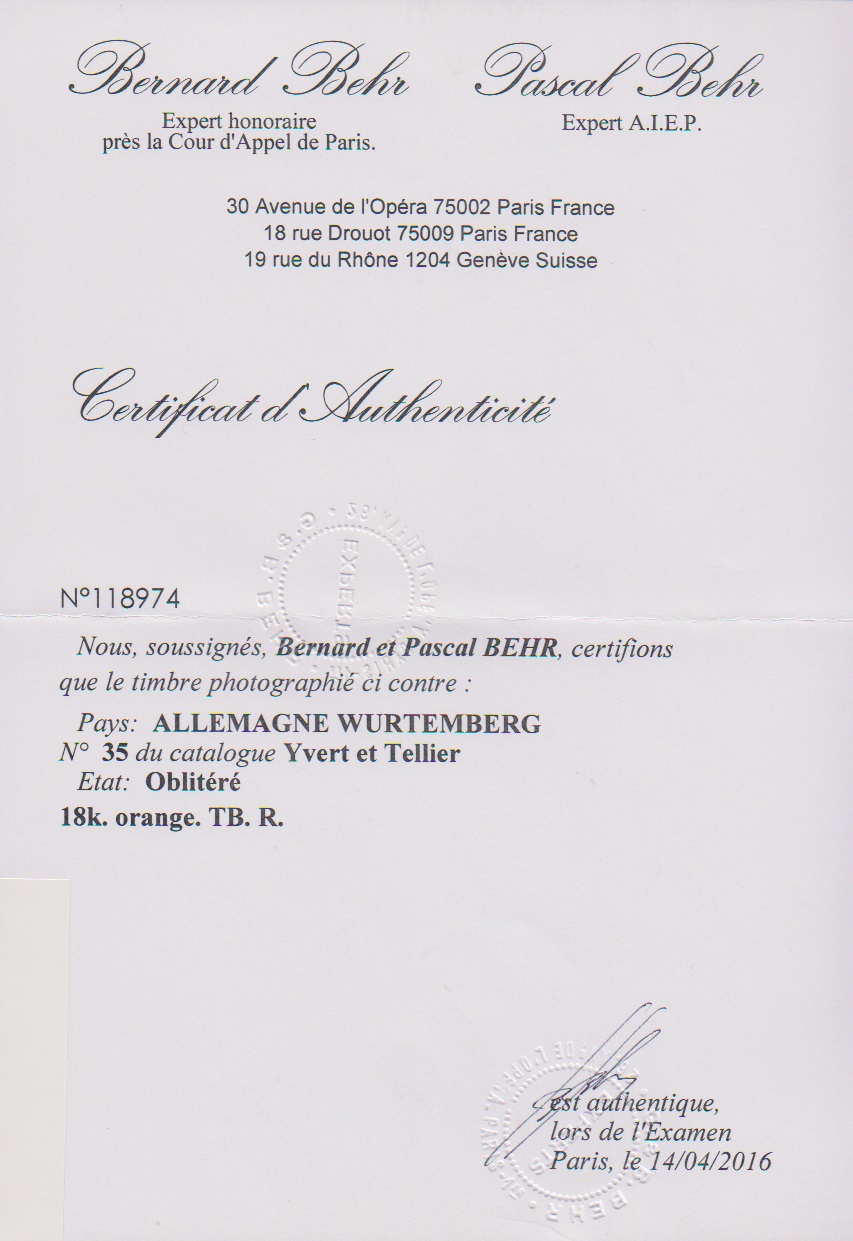 Bernard Behr
Expert honoraire
près la Cour d'Appel de Paris.
Pascal Behr
Expert A.I.E.P.
30 Avenue de l'Opéra 75002 Paris France
18 rue Drouot 75009 Paris France
19 rue du Rhône 1204 Genève Suisse
Certificat d'Authenticité
N°118974
Nous, soussignés, Bernard et Pascal BEHR, certifions
que le timbre photographié ci contre :
Pays: ALLEMAGNE WURTEMBERG
N° 35 du catalogue Yvert et Tellier
Etat: Oblitéré
18k. orange. TB. R.
est authentique,
lors de l'Examen
Paris, le 14/04/2016
EXPERTS
BEHR